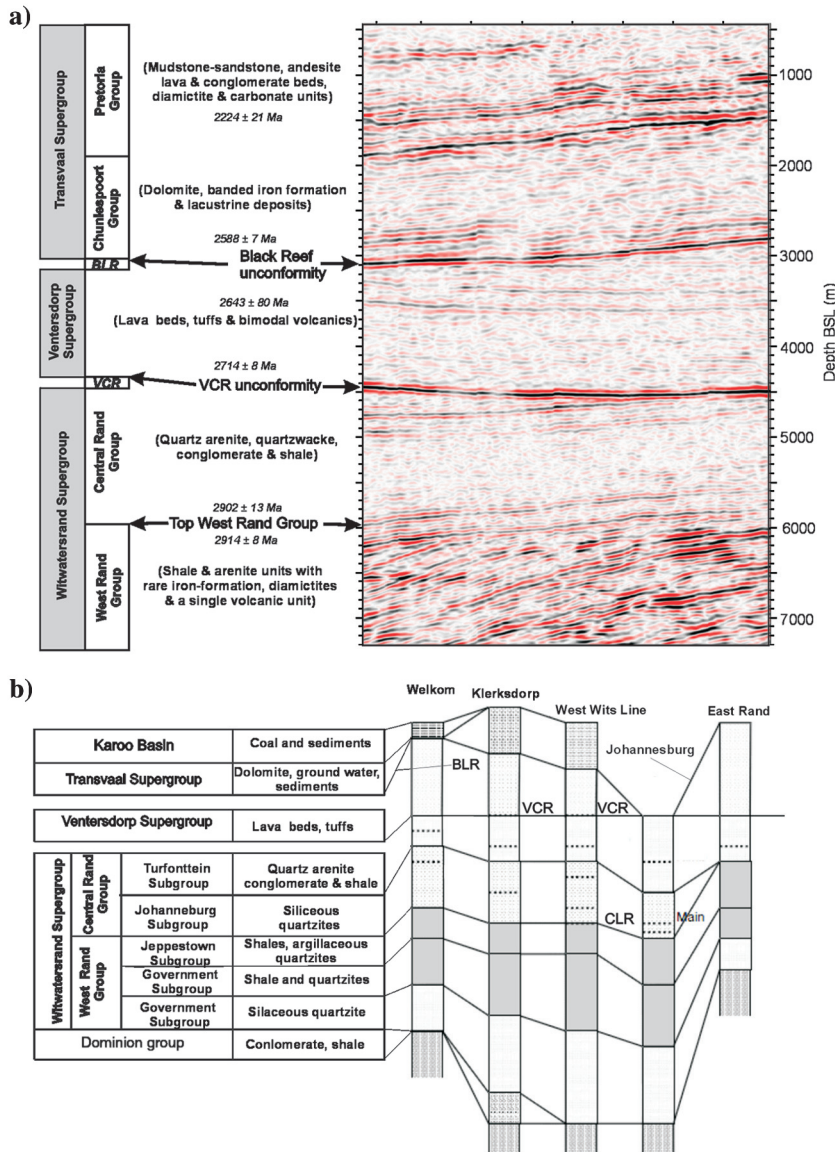 a)
Transvaal Supergroup
Pretoria
Group
(Mudstone-sandstone, andesite
lava & conglomerate beds,
diamictite & carbonate units)
2224 ± 21 Ma
Chuniespoort
Group
(Dolomite, banded iron formation
& lacustrine deposits)
2588 ± 7 Ma
BLR
Black Reef
unconformity
Ventersdorp
Supergroup
2643 ± 80 Ma
(Lava beds, tuffs & bimodal volcanics)
2714 ± 8 Ma
VCR
VCR unconformity
Witwatersrand Supergroup
Central Rand
Group
(Quartz arenite, quartzwacke,
conglomerate & shale)
2902 ± 13 Ma
Top West Rand Group
2914 ± 8 Ma
West Rand
Group
(Shale & arenite units with
rare iron-formation, diamictites
& a single volcanic unit)
1000
2000
3000
4000
5000
6000
7000
Depth BSL (m)
b)
Welkom
Klerksdorp
West Wits Line
East Rand
Johannesburg
Karoo Basin
Coal and sediments
Transvaal Supergroup
Dolomite, ground water,
sediments
BLR
VCR
VCR
Ventersdorp Supergroup
Lava beds, tuffs
Witwatersrand Supergroup
Central Rand
Group
Turfonttein
Subgroup
Quartz arenite
conglomerate & shale
Johanneburg
Subgroup
Siliceous
quartzites
CLR
Main
West Rand
Group
Jeppestown
Subgroup
Shales, argillaceous
quartzites
Government
Subgroup
Shale and quartzites
Government
Subgroup
Silaceous quartzite
Dominion group
Conlomerate, shale